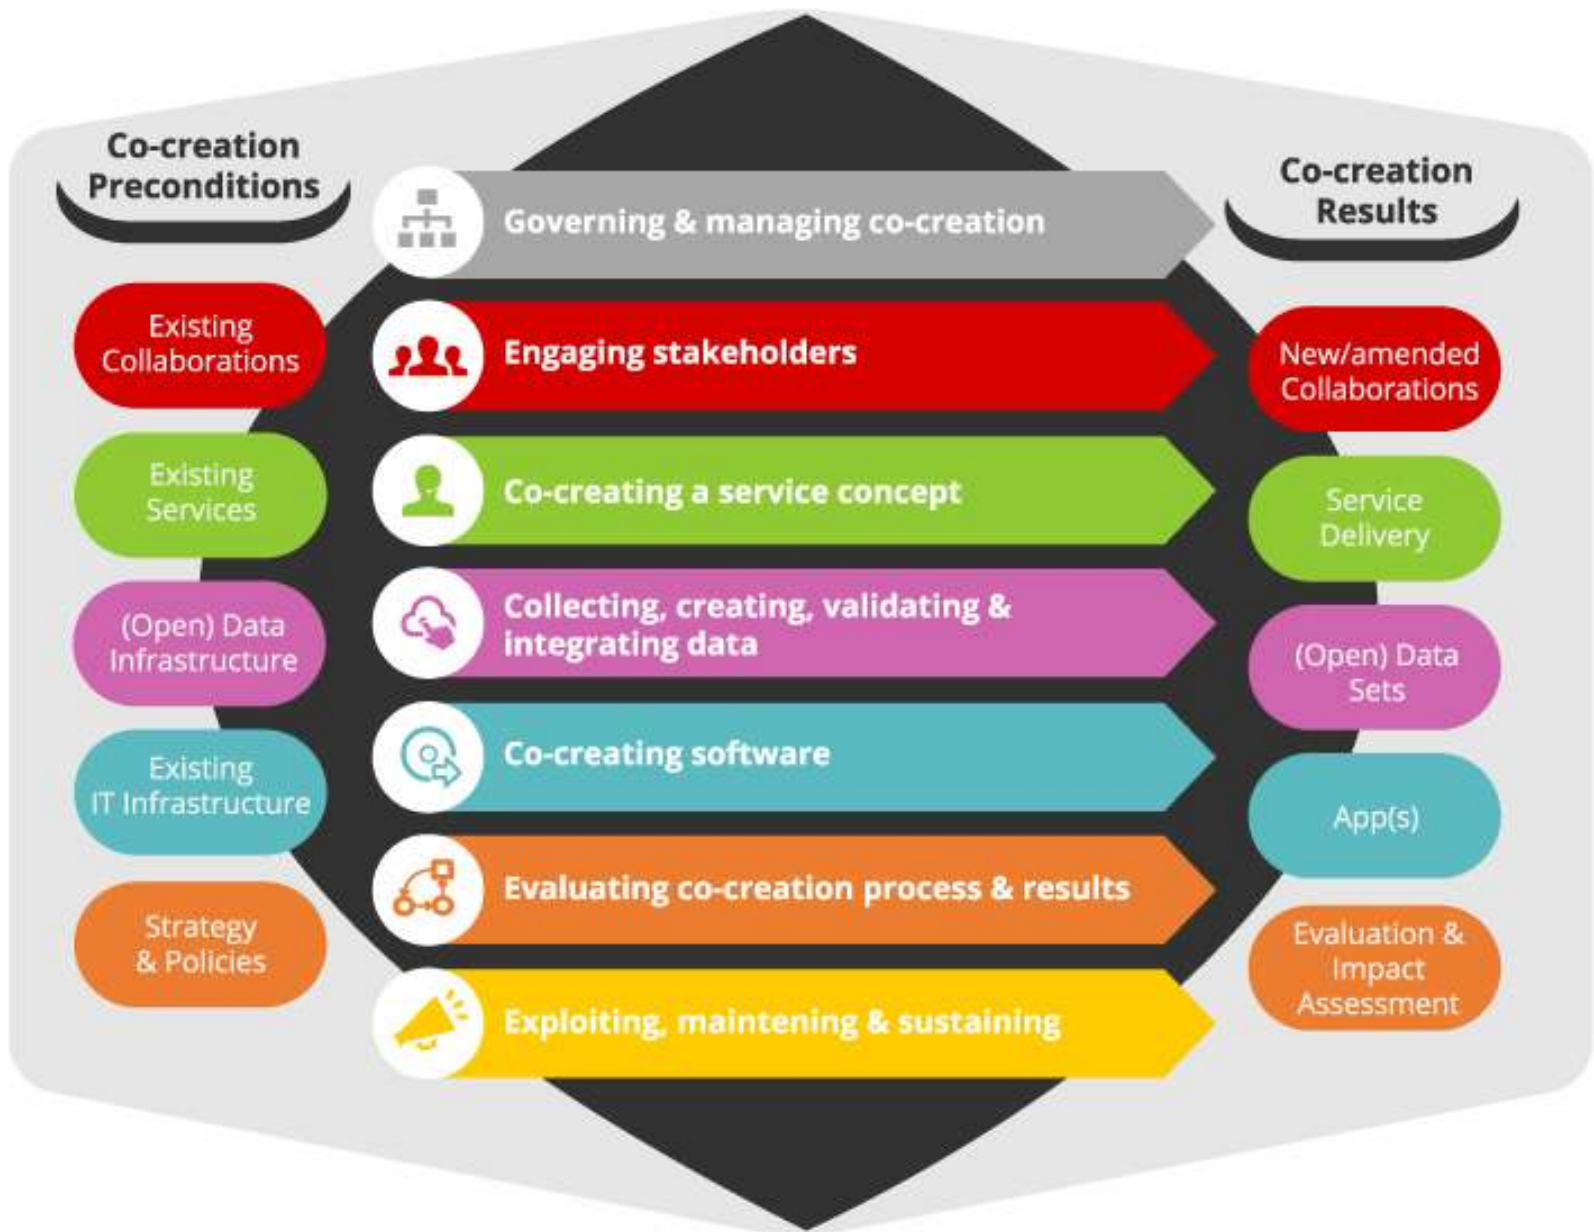 Co-creation
Preconditions
Existing
Collaborations
Existing
Services
(Open) Data
Infrastructure
Existing
IT Infrastructure
Strategy
& Policies
Governing & managing co-creation
Engaging stakeholders
Co-creating a service concept
Collecting, creating, validating &
integrating data
Co-creating software
Evaluating co-creation process & results
Exploiting, maintening & sustaining
Co-creation
Results
New/amended
Collaborations
Service
Delivery
(Open) Data
Sets
App(s)
Evaluation &
Impact
Assessment